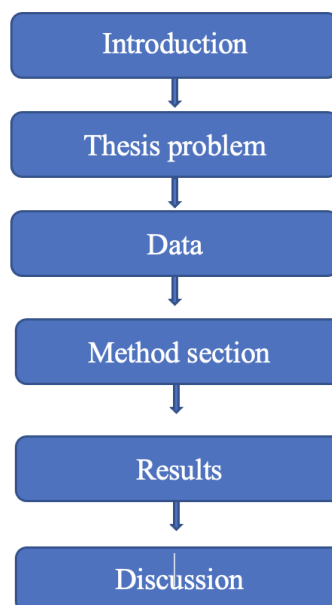 Introduction
Thesis problem
Data
Method section
Results
Discussion